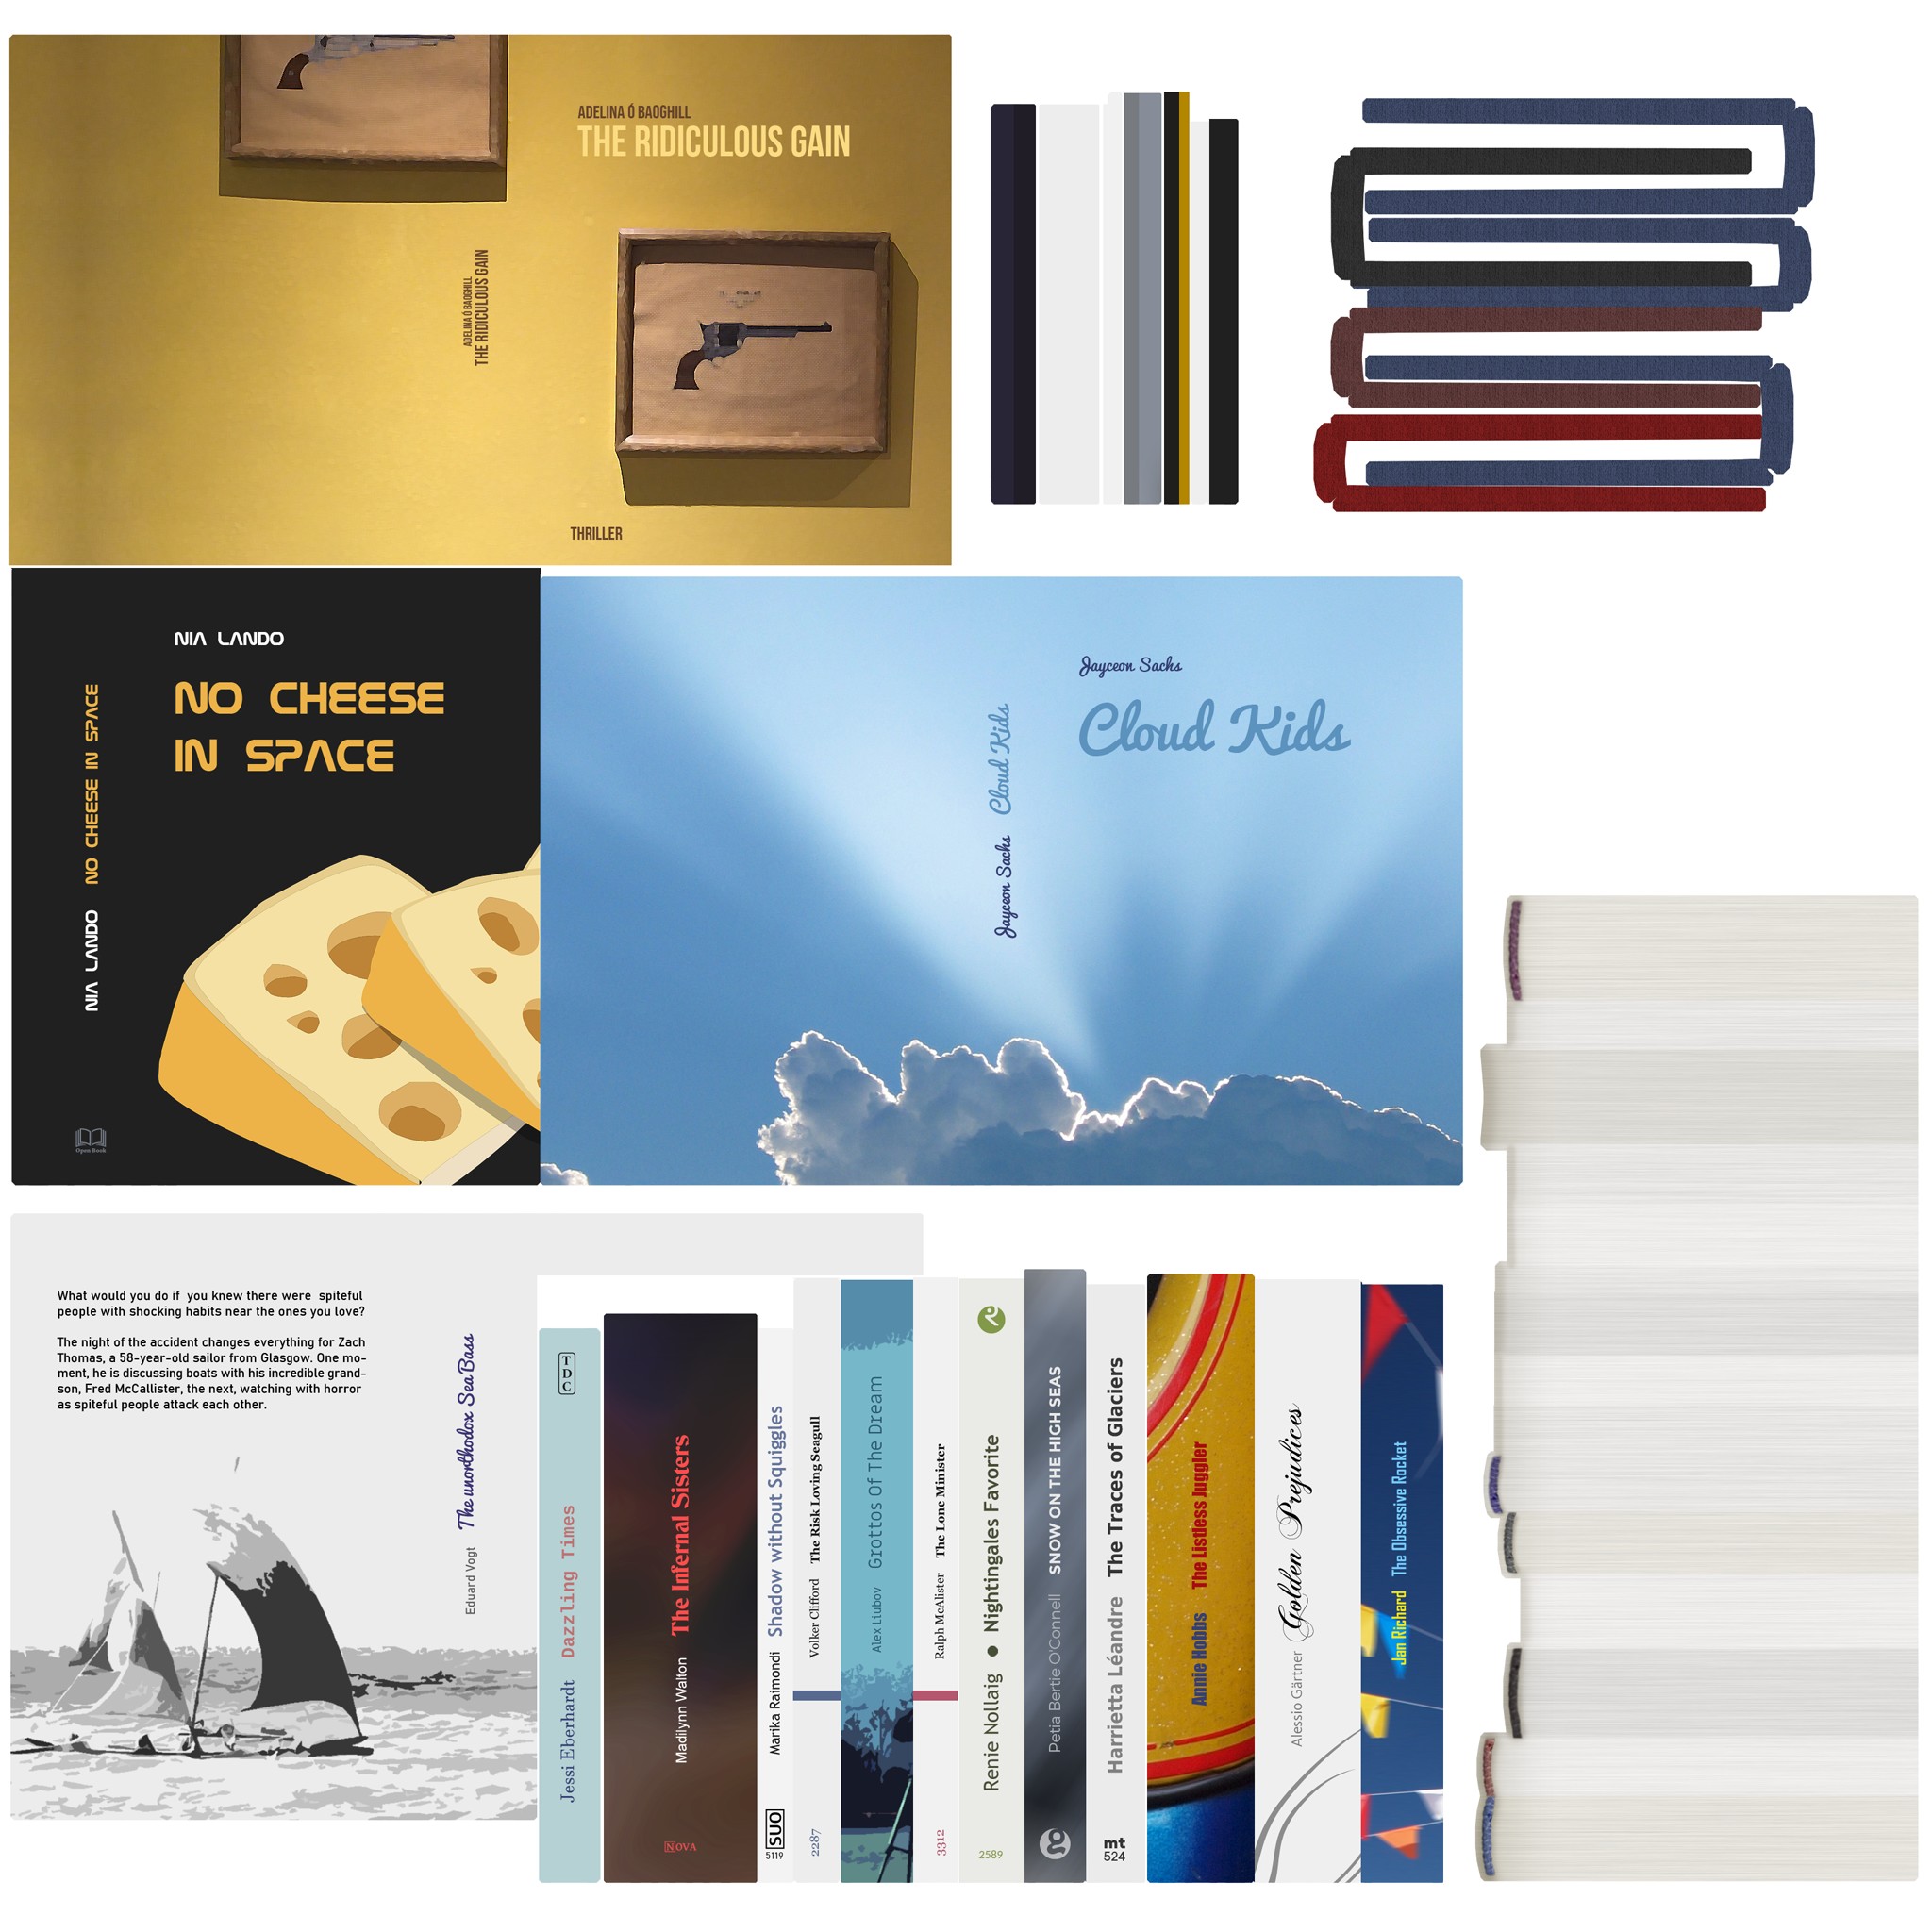 ADELINA Ó BAOGHILL
THE RIDICULOUS GAIN
ADELINA Ó BAOGHILL
THE RIDICULOUS GAIN
THRILLER
NIA LANDO
NO CHEESE
IN SPACE
NIA LANDO NO CHEESE IN SPACE
Open Book
Jayceon Sachs
Cloud Kids
Jayceon Sachs Cloud Kids
What would you do if you knew there were spiteful
people with shocking habits near the ones you love?
The night of the accident changes everything for Zach
Thomas, a 58-year-old sailor from Glasgow. One mo-
ment, he is discussing boats with his incredible grand-
son, Fred McCallister, the next, watching with horror
as spiteful people attack each other.
Eduard Vogt The unorthodox Sea Bass
Jessi Eberhardt Dazzling Times
TDC
Madilynn Walton The Infernal Sisters
NOVA
Marika Raimondi Shadow without Squiggles
SUO
5119
Volker Clifford The Risk Loving Seagull
2287
Alex Liubov Grottos Of The Dream
Ralph McAlister The Lone Minister
3312
Renie Nollaig ● Nightingales Favorite
2589
Petia Bertie O'Connell SNOW ON THE HIGH SEAS
Harrietta Léandre The Traces of Glaciers
mt
524
Annie Hobbs The Listless Juggler
Alessio Gärtner Golden Prejudices
Jan Richard The Obsessive Rocket